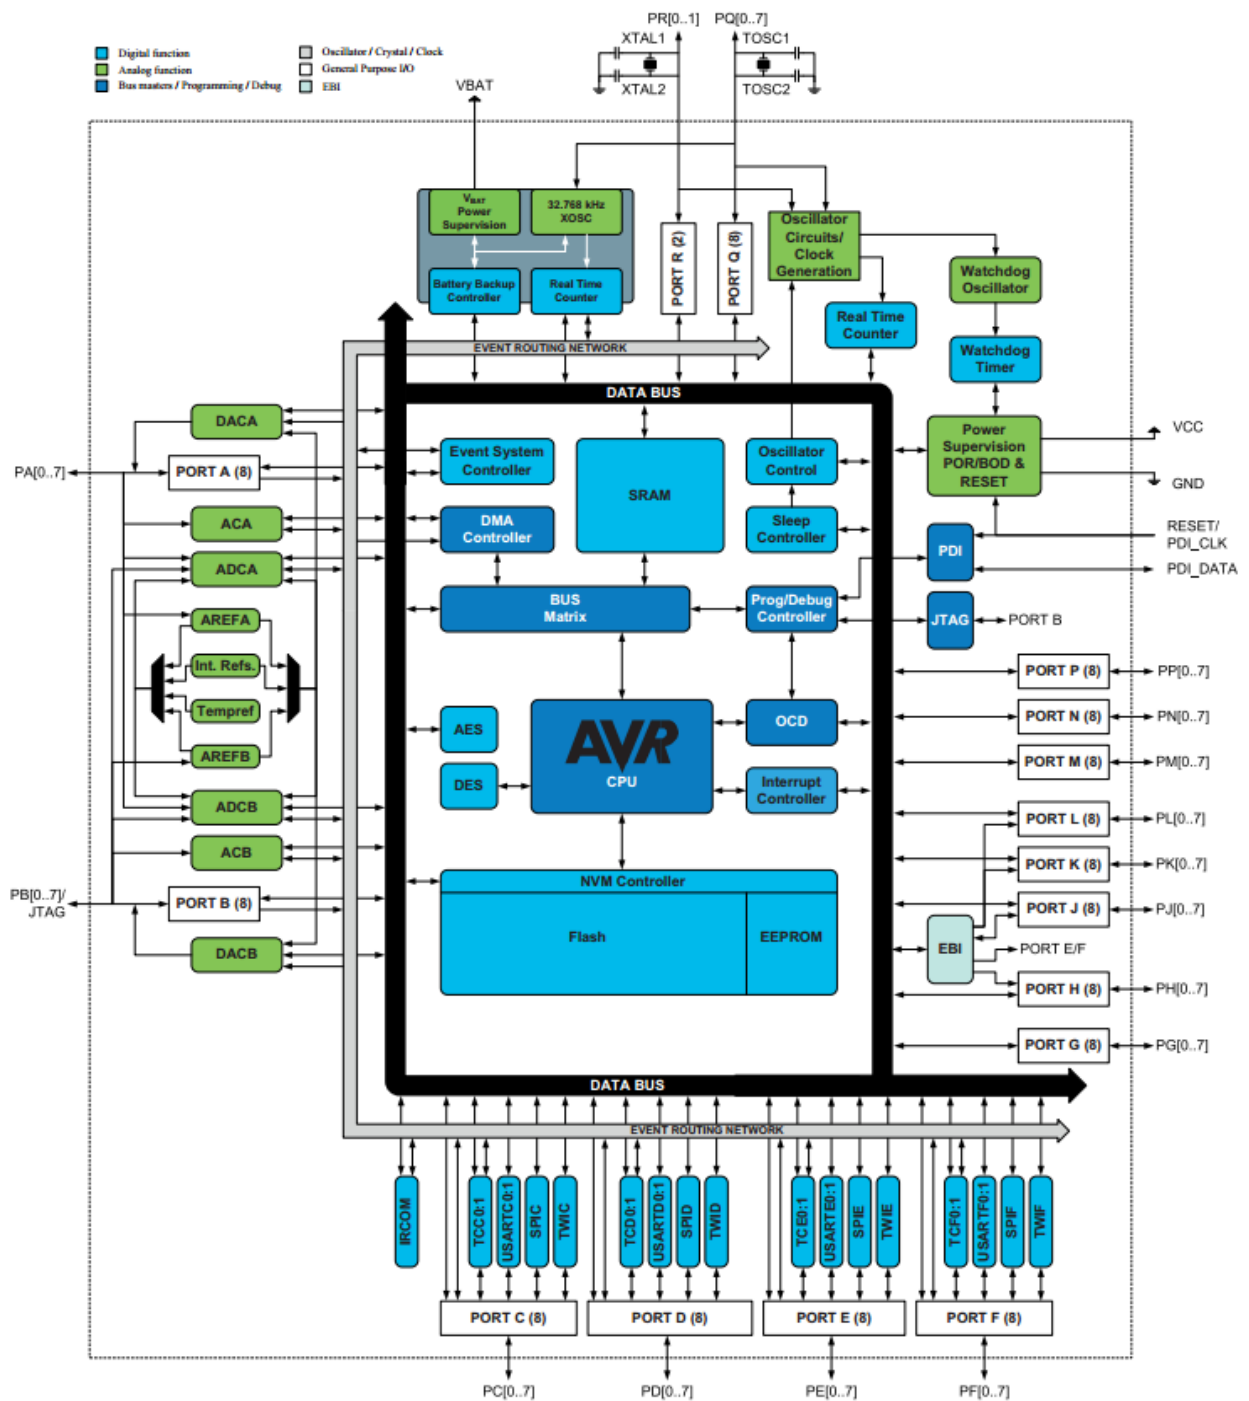 PR[0..1]
PQ[0..7]
XTAL1
TOSC1
XTAL2
TOSC2
Digital function
Analog function
Bus masters / Programming / Debug
Oscillator / Crystal / Clock
General Purpose I/O
EBI
VBAT
VBAT
Power
Supervision
32.768 kHz
XOSC
Battery Backup
Controller
Real Time
Counter
PORT R (2)
PORT Q (8)
Oscillator
Circuits/
Clock
Generation
Watchdog
Oscillator
Real Time
Counter
Watchdog
Timer
EVENT ROUTING NETWORK
DATA BUS
Power
Supervision
POR/BOD &
RESET
VCC
GND
RESET/
PDI_CLK
PDI_DATA
DACA
PA[0..7]
PORT A (8)
ACA
ADCA
AREFA
Int. Refs.
Tempref
AREFB
ADCB
ACB
PB[0..7]/
JTAG
PORT B (8)
DACB
Event System
Controller
SRAM
Oscillator
Control
DMA
Controller
Sleep
Controller
BUS
Matrix
Prog/Debug
Controller
PDI
JTAG
PORT B
AES
DES
AVR
CPU
OCD
Interrupt
Controller
NVM Controller
Flash
EEPROM
PORT P (8)
PP[0..7]
PORT N (8)
PN[0..7]
PORT M (8)
PM[0..7]
PORT L (8)
PL[0..7]
PORT K (8)
PK[0..7]
PORT J (8)
PJ[0..7]
EBI
PORT E/F
PORT H (8)
PH[0..7]
PORT G (8)
PG[0..7]
DATA BUS
EVENT ROUTING NETWORK
IRCOM
TCC0:1
USARTC0:1
SPIC
TWIC
TCD0:1
USARTD0:1
SPID
TWID
TCE0:1
USARTE0:1
SPIE
TWIE
TCF0:1
USARTF0:1
SPIF
TWIF
PORT C (8)
PORT D (8)
PORT E (8)
PORT F (8)
PC[0..7]
PD[0..7]
PE[0..7]
PF[0..7]